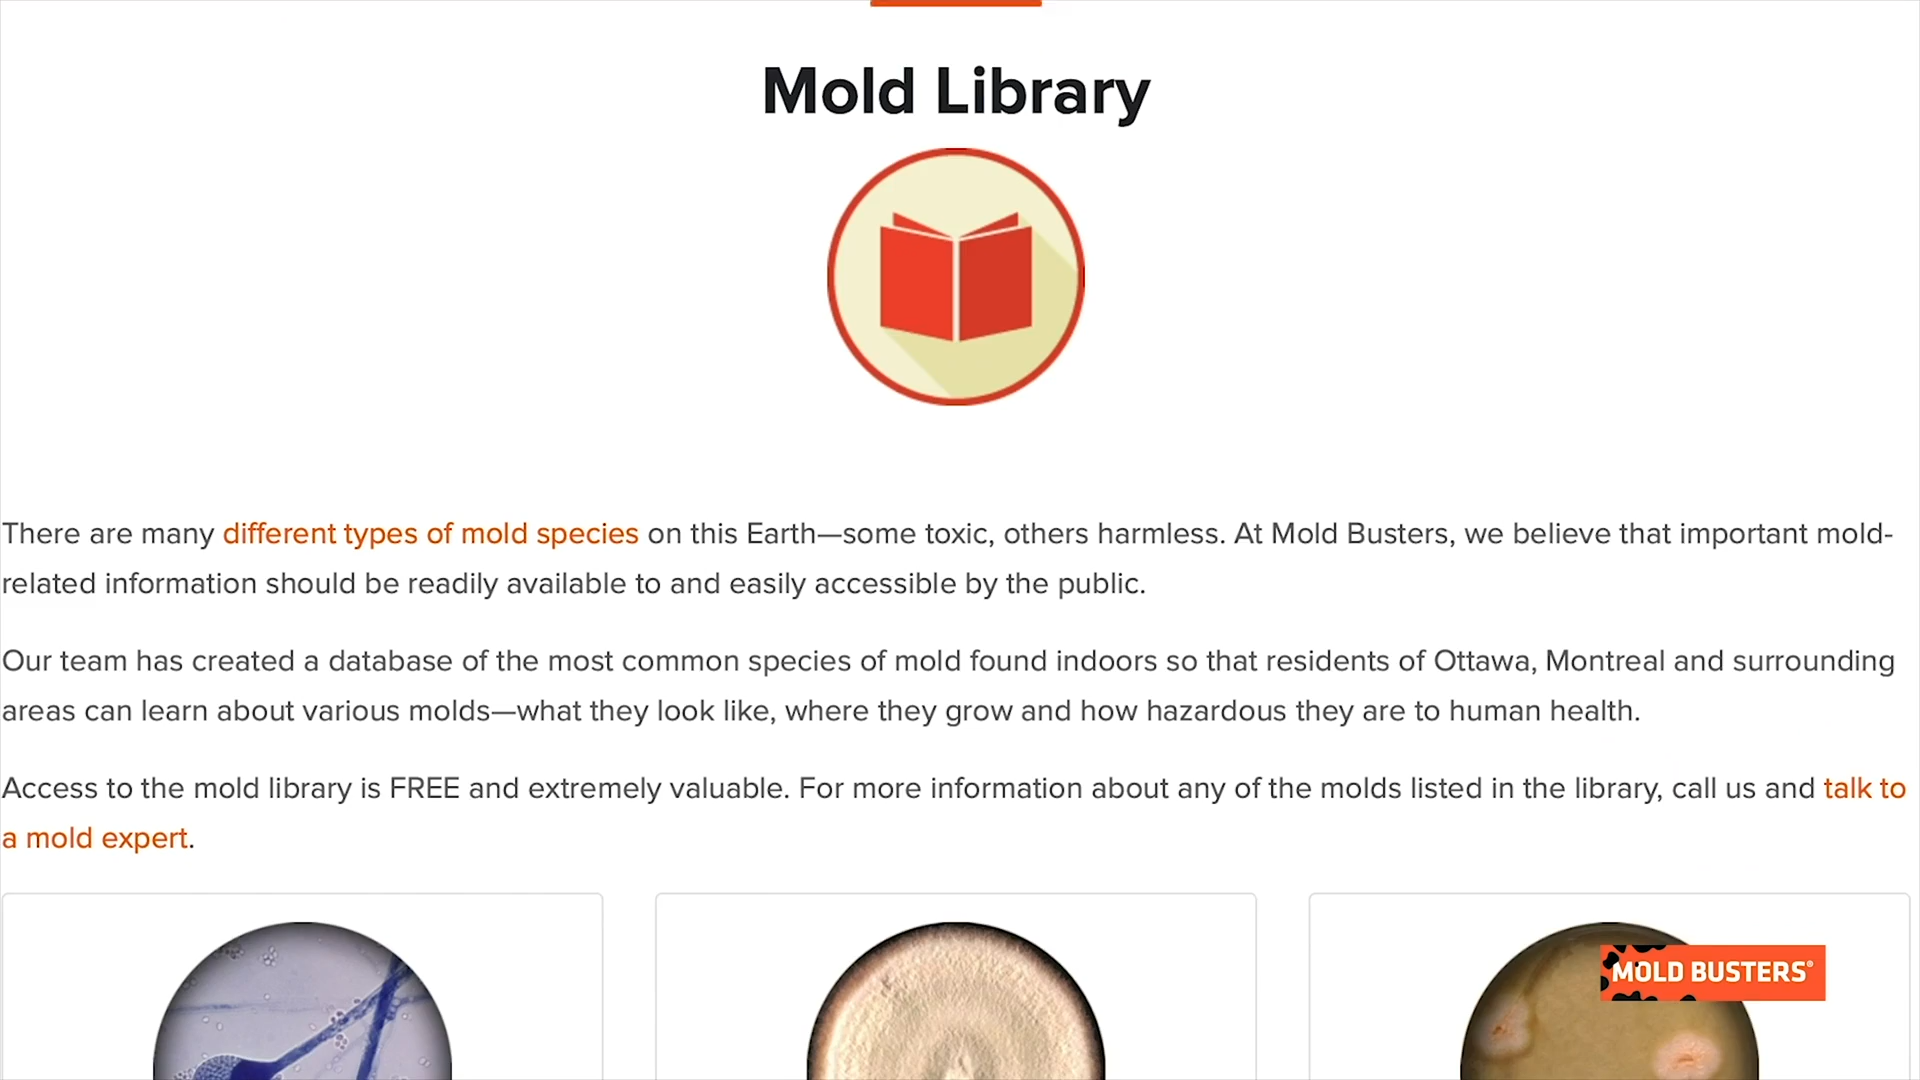 Mold Library
There are many different types of mold species on this Earth—some toxic, others harmless. At Mold Busters, we believe that important mold-
related information should be readily available to and easily accessible by the public.
Our team has created a database of the most common species of mold found indoors so that residents of Ottawa, Montreal and surrounding
areas can learn about various molds—what they look like, where they grow and how hazardous they are to human health.
Access to the mold library is FREE and extremely valuable. For more information about any of the molds listed in the library, call us and talk to
a mold expert.
MOLD BUSTERS®